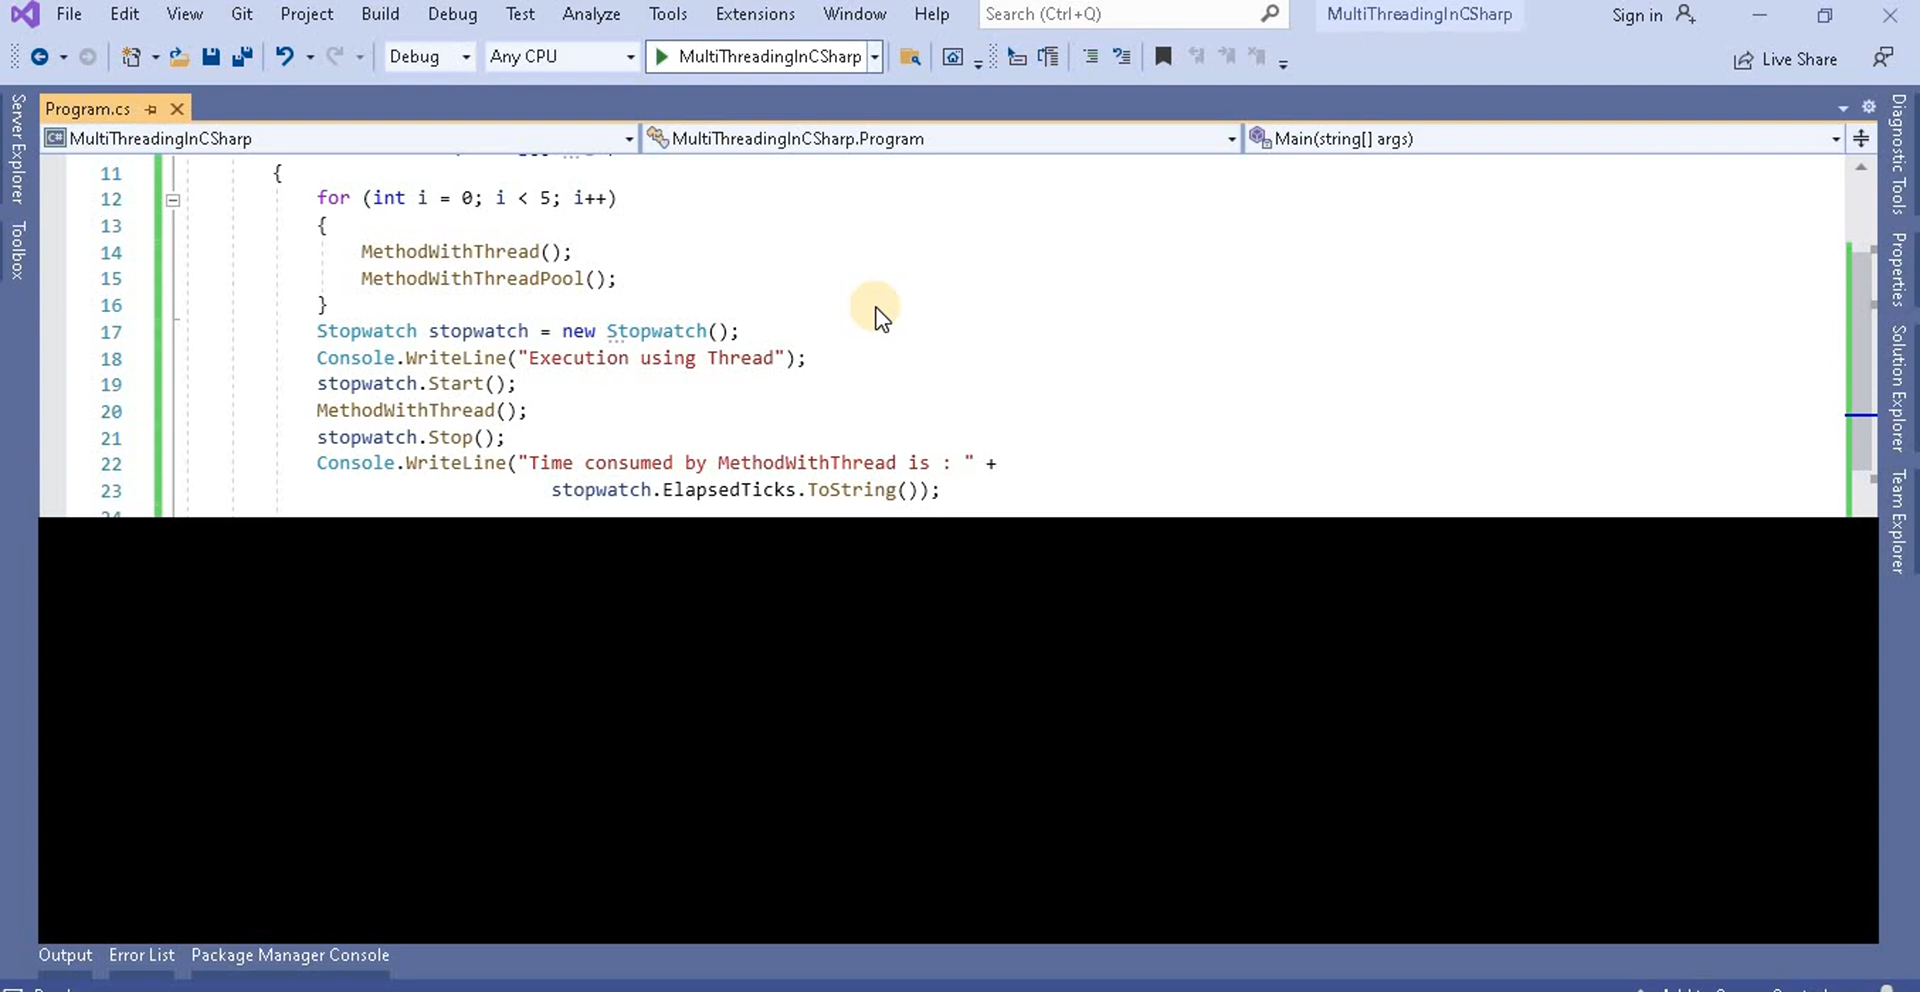 File Edit View Git Project Build Debug Test Analyze Tools Extensions Window Help Search (Ctrl+Q) MultiThreadingInCSharp Sign in
Debug Any CPU MultiThreadingInCSharp Live Share
Program.cs
MultiThreadingInCSharp MultiThreadingInCSharp.Program Main(string[] args)
11 {
12 for (int i = 0; i < 5; i++)
13 {
14 MethodWithThread();
15 MethodWithThreadPool();
16 }
17 Stopwatch stopwatch = new Stopwatch();
18 Console.WriteLine("Execution using Thread");
19 stopwatch.Start();
20 MethodWithThread();
21 stopwatch.Stop();
22 Console.WriteLine("Time consumed by MethodWithThread is : " +
23 stopwatch.ElapsedTicks.ToString());
Server Explorer
Toolbox
Diagnostic Tools
Properties
Solution Explorer
Team Explorer
Output Error List Package Manager Console